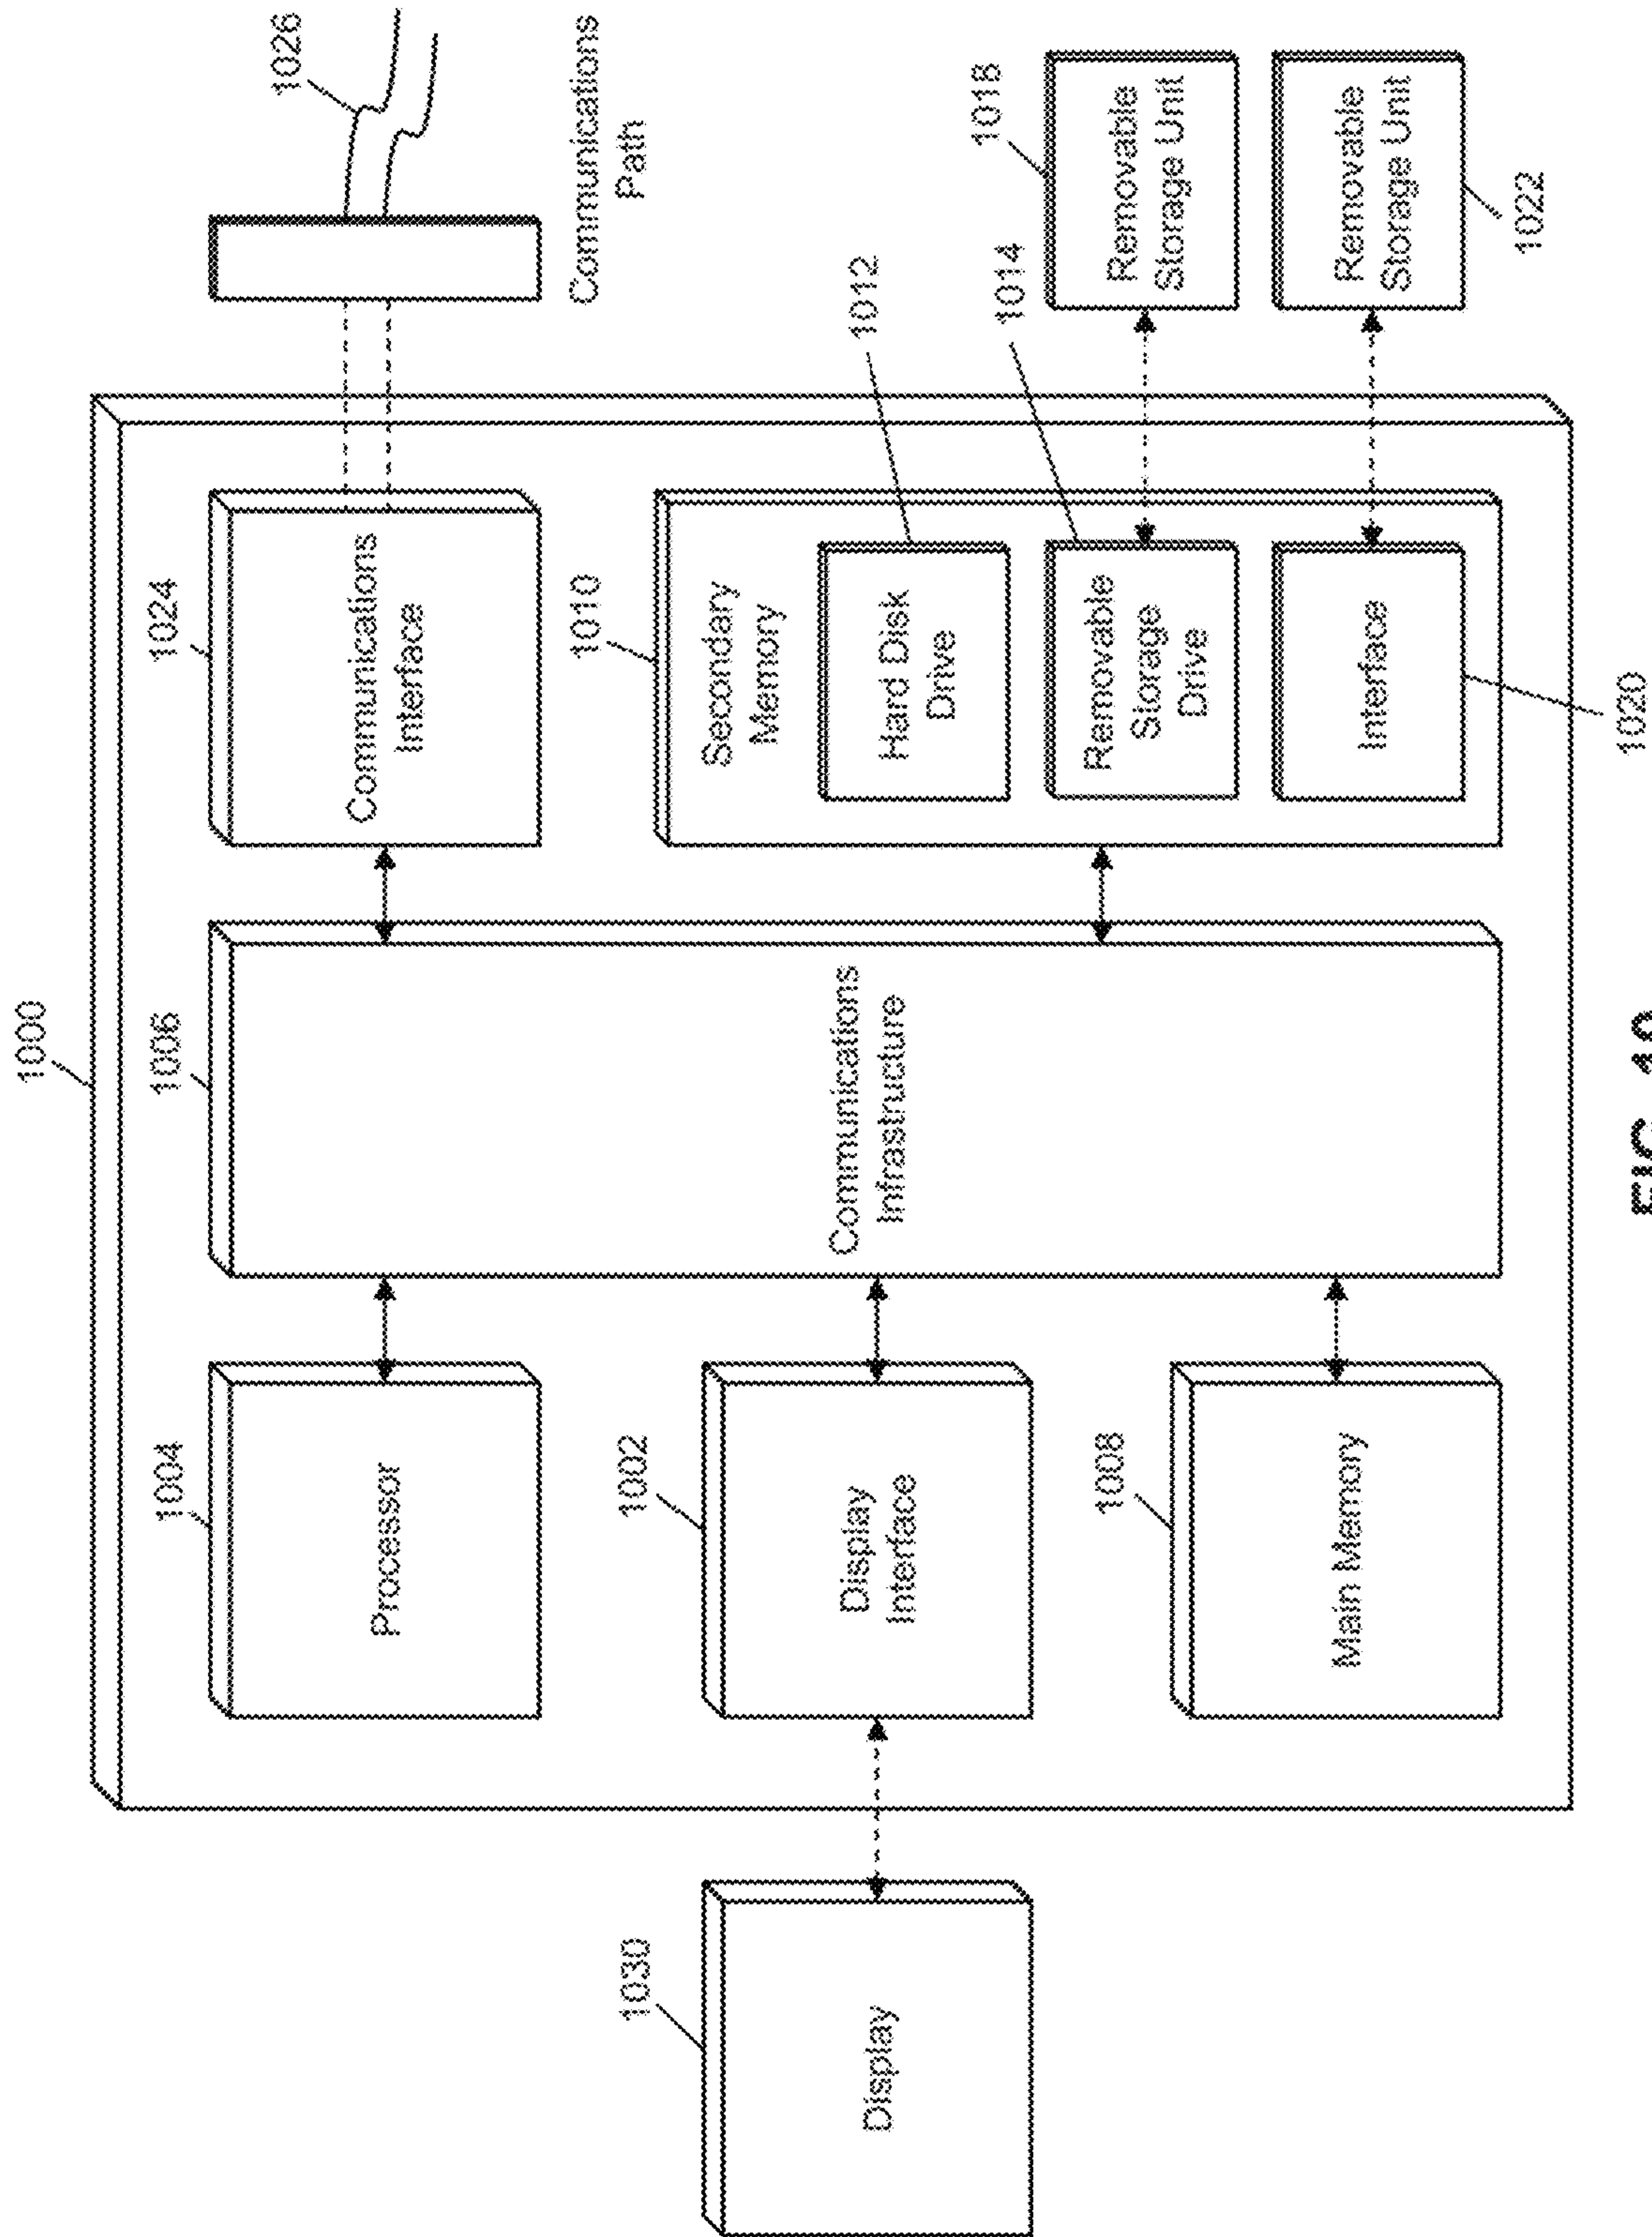 1000
1004
Processor
1006
Communications
Infrastructure
1024
Communications
Interface
1026
Communications
Path
1030
Display
1002
Display
Interface
1008
Main Memory
1010
Secondary
Memory
1012
Hard Disk
Drive
1014
Removable
Storage
Drive
1018
Removable
Storage Unit
Interface
1020
Removable
Storage Unit
1022
FIG. 10